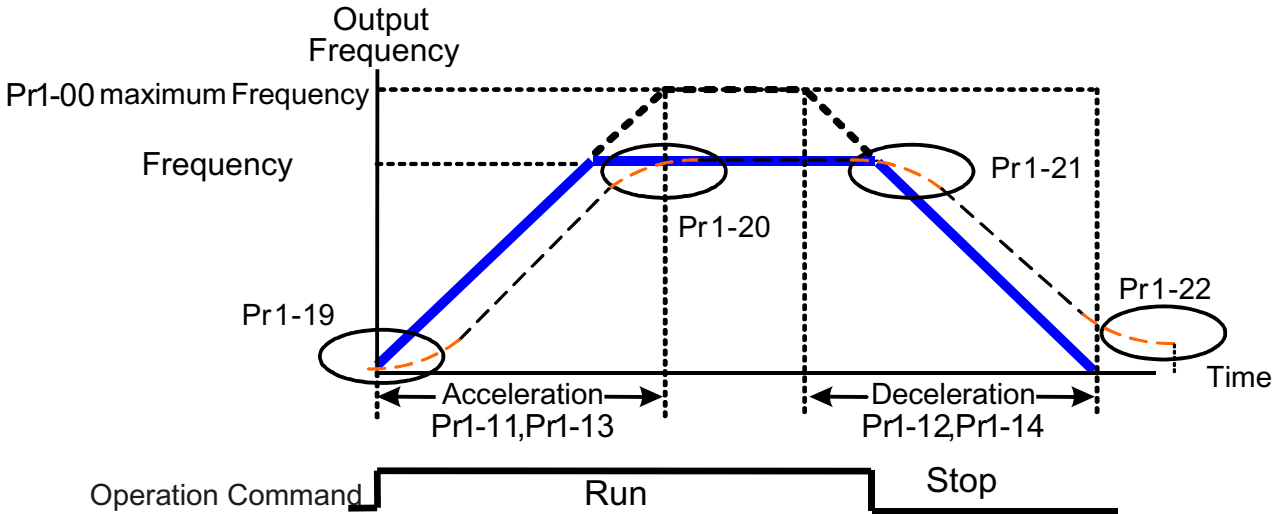 Output
Frequency
Pr1-00 maximum Frequency
Frequency
Pr1-21
Pr1-20
Pr1-22
Pr1-19
Time
Acceleration
Pr1-11,Pr1-13
Deceleration
Pr1-12,Pr1-14
Operation Command
Run
Stop